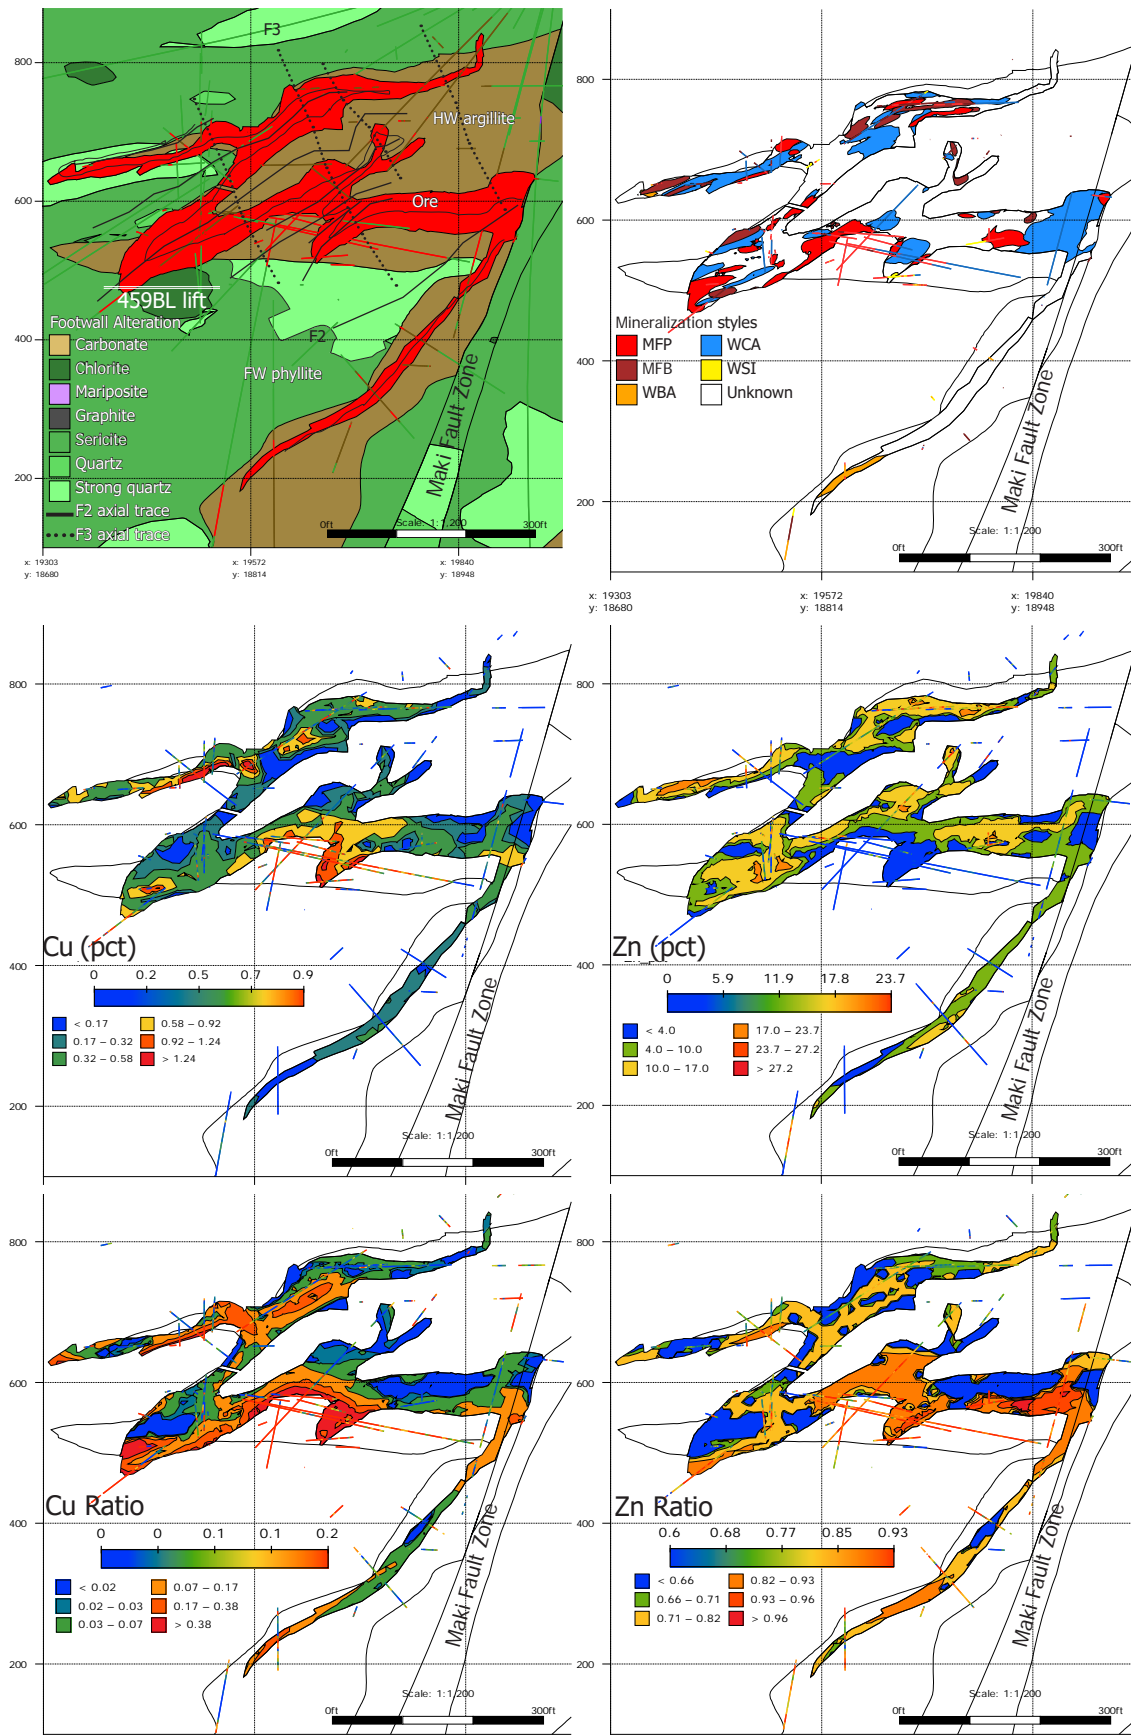 F3
800
HW argillite
600
Ore
459BL lift
Footwall Alteration
Carbonate
400
F2
Chlorite
FW phyllite
Mariposite
Graphite
Sericite
Quartz
200
Strong quartz
F2 axial trace
F3 axial trace
Maki Fault Zone
0ft
Scale: 1:1,200
300ft
x: 19303
y: 18680
x: 19572
y: 18814
x: 19840
y: 18948
800
600
Mineralization styles
MFP
WCA
MFB
WSI
WBA
Unknown
400
200
Maki Fault Zone
Scale: 1:1,200
0ft
300ft
x: 19303
y: 18680
x: 19572
y: 18814
x: 19840
y: 18948
800
600
Cu (pct)
400
0
0.2
0.5
0.7
0.9
< 0.17
0.58 – 0.92
0.17 – 0.32
0.92 – 1.24
0.32 – 0.58
> 1.24
200
Maki Fault Zone
Scale: 1:1,200
0ft
300ft
800
600
Zn (pct)
400
0
5.9
11.9
17.8
23.7
< 4.0
17.0 – 23.7
4.0 – 10.0
23.7 – 27.2
10.0 – 17.0
> 27.2
200
Maki Fault Zone
Scale: 1:1,200
0ft
300ft
800
600
Cu Ratio
400
0
0
0.1
0.1
0.2
< 0.02
0.07 – 0.17
0.02 – 0.03
0.17 – 0.38
0.03 – 0.07
> 0.38
200
Maki Fault Zone
Scale: 1:1,200
0ft
300ft
800
600
Zn Ratio
400
0.6
0.68
0.77
0.85
0.93
< 0.66
0.82 – 0.93
0.66 – 0.71
0.93 – 0.96
0.71 – 0.82
> 0.96
200
Maki Fault Zone
Scale: 1:1,200
0ft
300ft